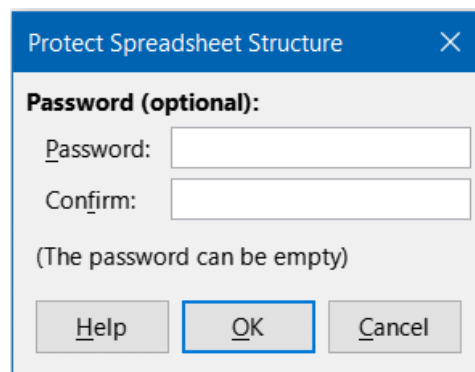 Protect Spreadsheet Structure
Password (optional):
Password:
Confirm:
(The password can be empty)
Help OK Cancel